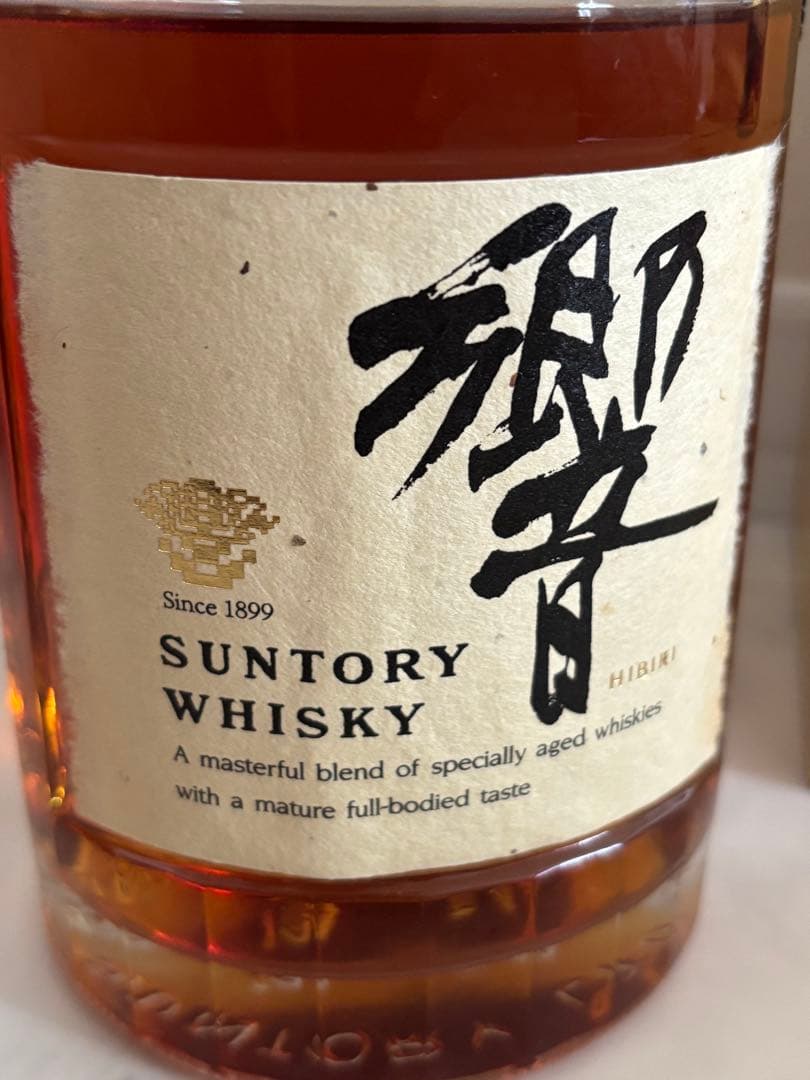 響
HIBIKI
Since 1899
SUNTORY
WHISKY
A masterful blend of specially aged whiskies
with a mature full-bodied taste